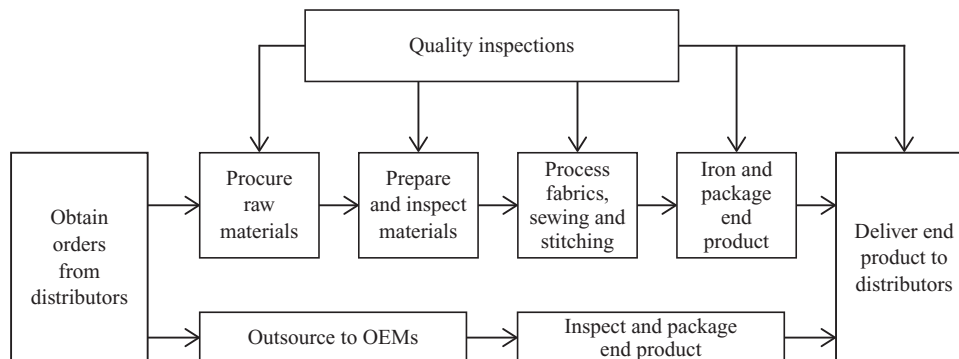 Quality inspections
Obtain
orders
from
distributors
Procure
raw
materials
Prepare
and inspect
materials
Process
fabrics,
sewing and
stitching
Iron and
package
end
product
Deliver end
product to
distributors
Outsource to OEMs
Inspect and package
end product